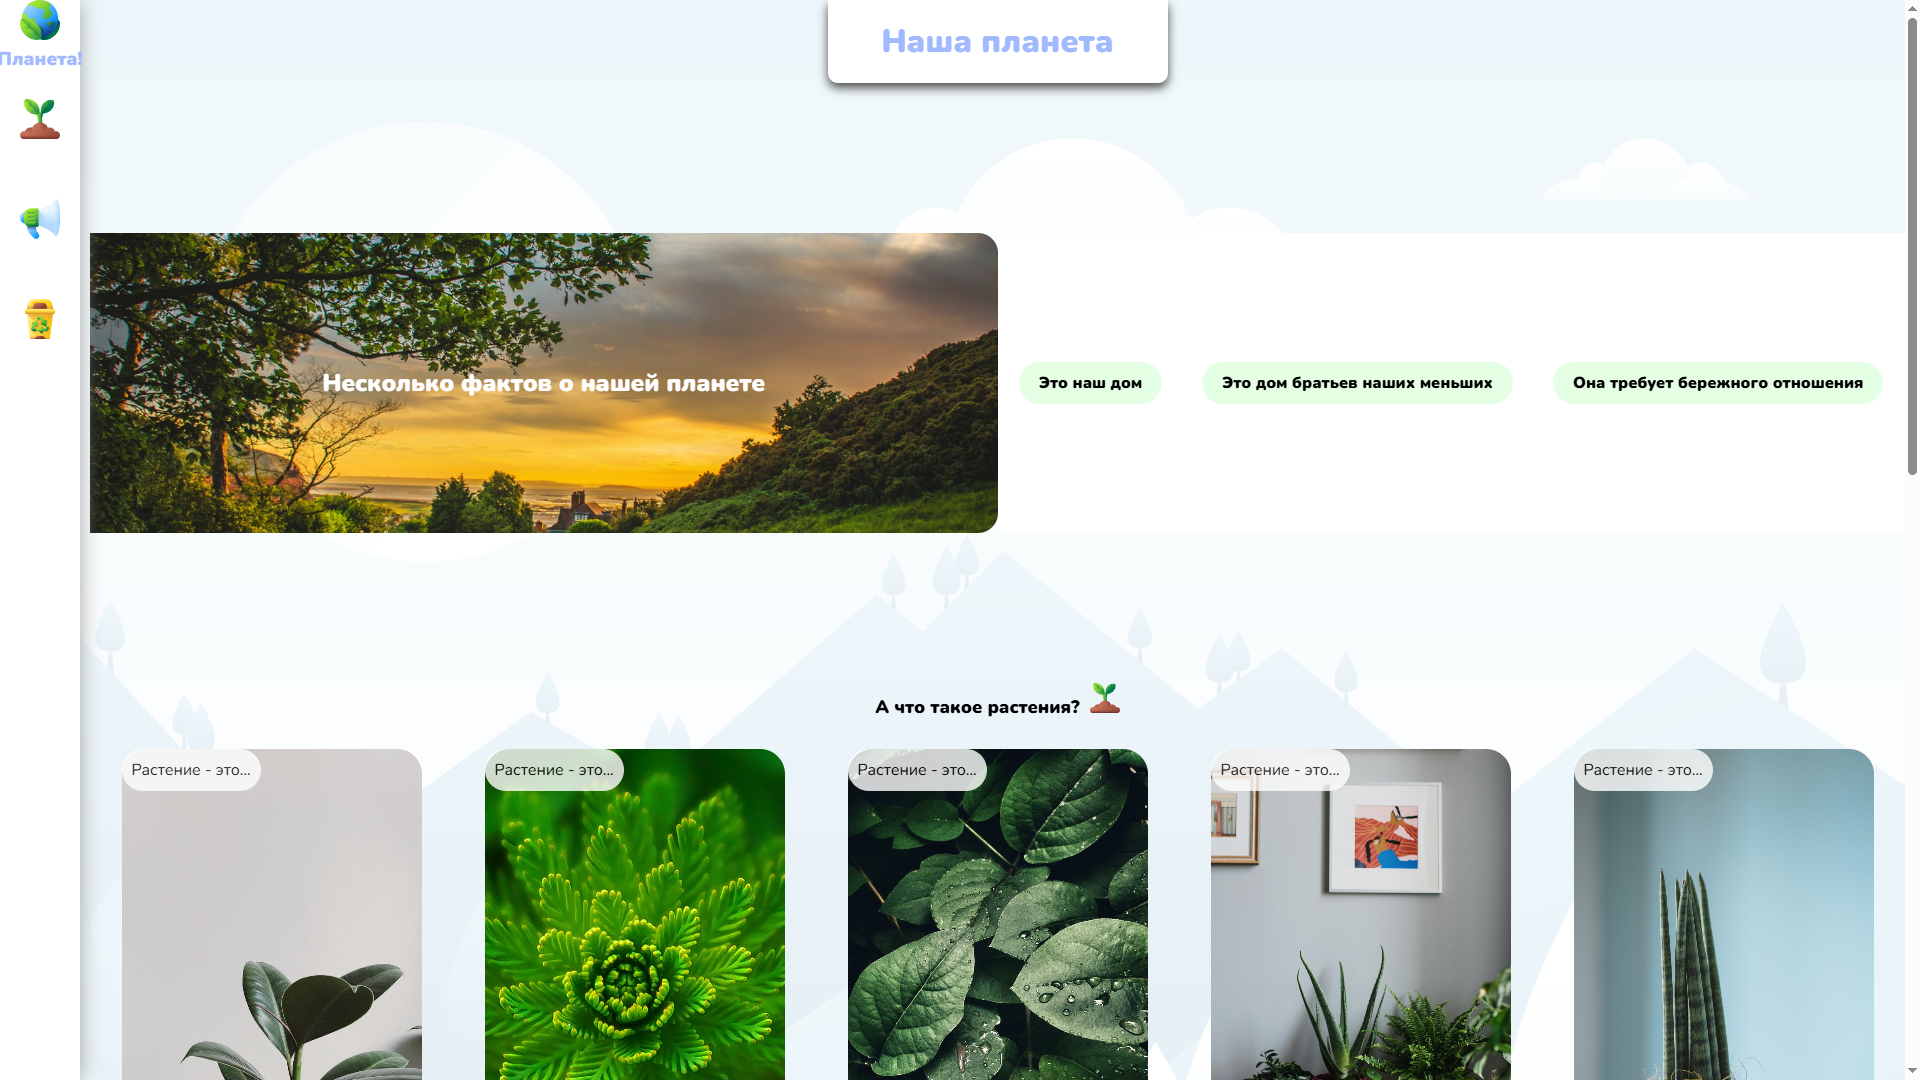 Наша планета
Планета!
Несколько фактов о нашей планете
Это наш дом
Это дом братьев наших меньших
Она требует бережного отношения
А что такое растения?
Растение - это...
Растение - это...
Растение - это...
Растение - это...
Растение - это...